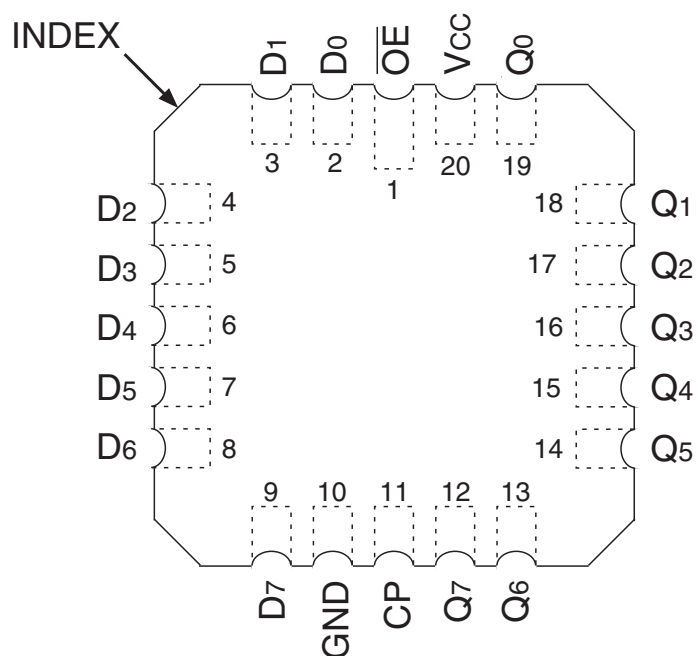 INDEX
D1 D0 O̅E̅ VCC Q0
3 2 1 20 19
D2 4 18 Q1
D3 5 17 Q2
D4 6 16 Q3
D5 7 15 Q4
D6 8 14 Q5
9 10 11 12 13
D7 GND CP Q7 Q6